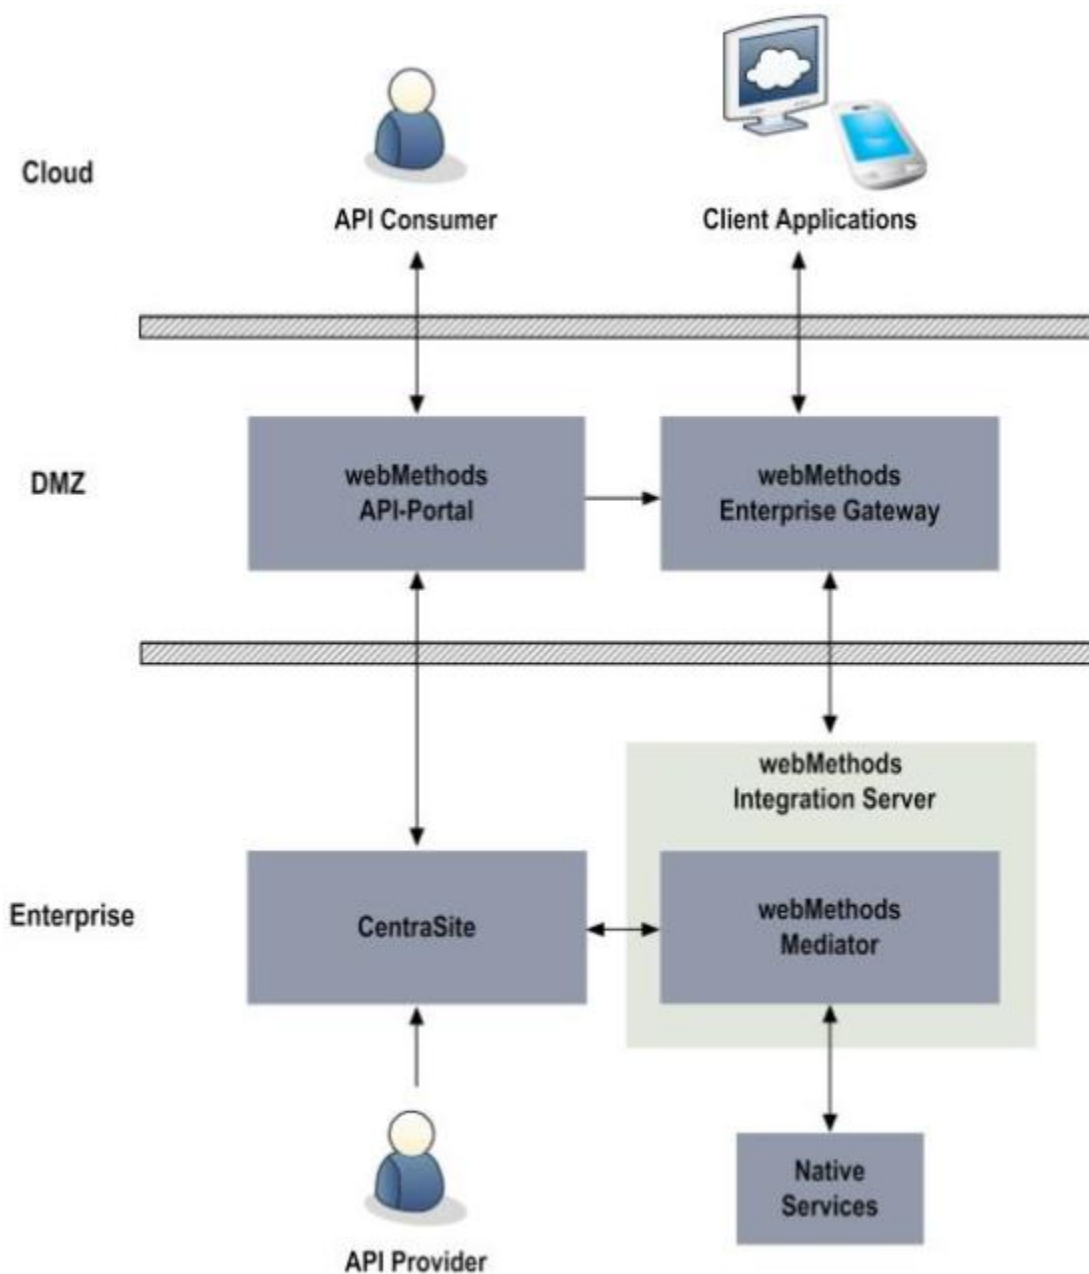 Cloud
API Consumer
Client Applications
DMZ
webMethods
API-Portal
webMethods
Enterprise Gateway
webMethods
Integration Server
Enterprise
CentraSite
webMethods
Mediator
Native
Services
API Provider